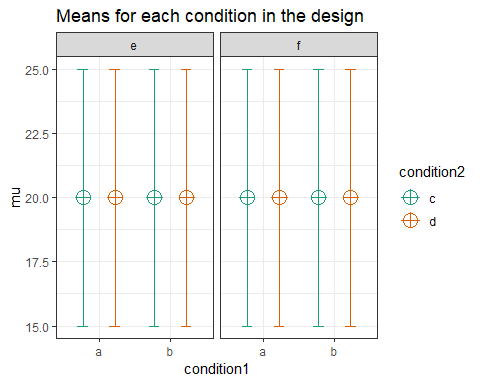 Means for each condition in the design
e
f
25.0
22.5
20.0
17.5
15.0
mu
a
b
a
b
condition1
condition2
c
d